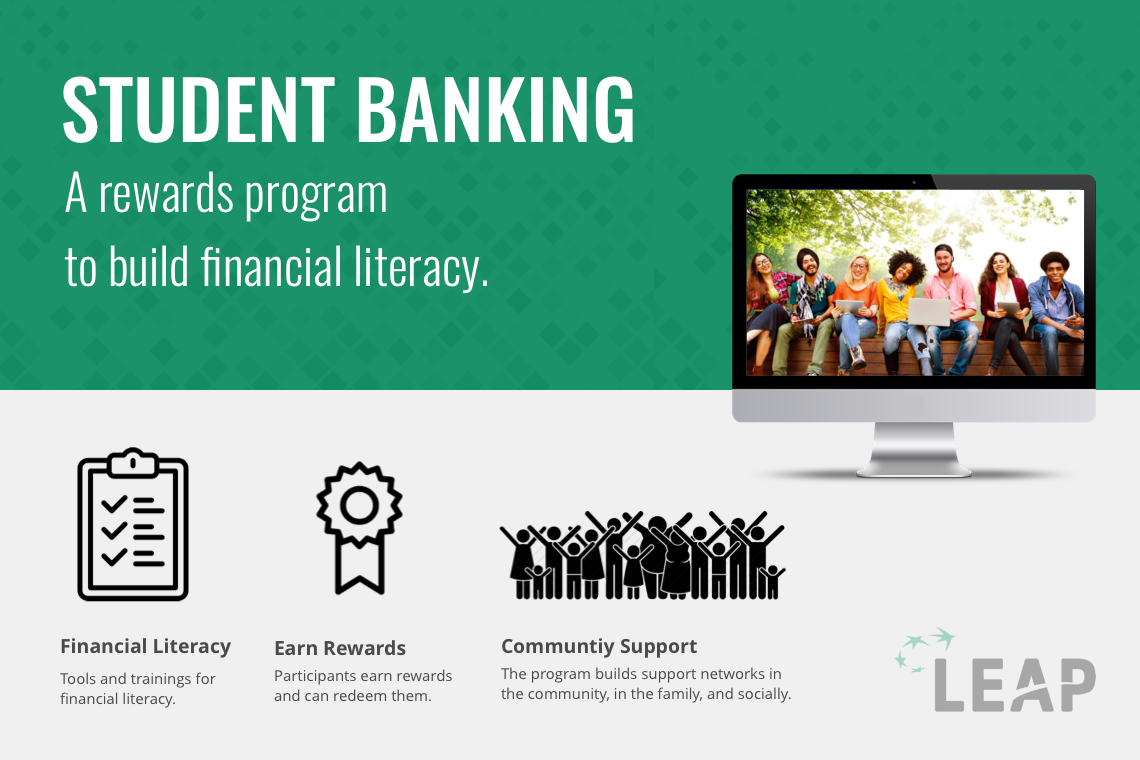 STUDENT BANKING
A rewards program
to build financial literacy.
Financial Literacy
Tools and trainings for
financial literacy.
Earn Rewards
Participants earn rewards
and can redeem them.
Communtiy Support
The program builds support networks in
the community, in the family, and socially.
LEAP